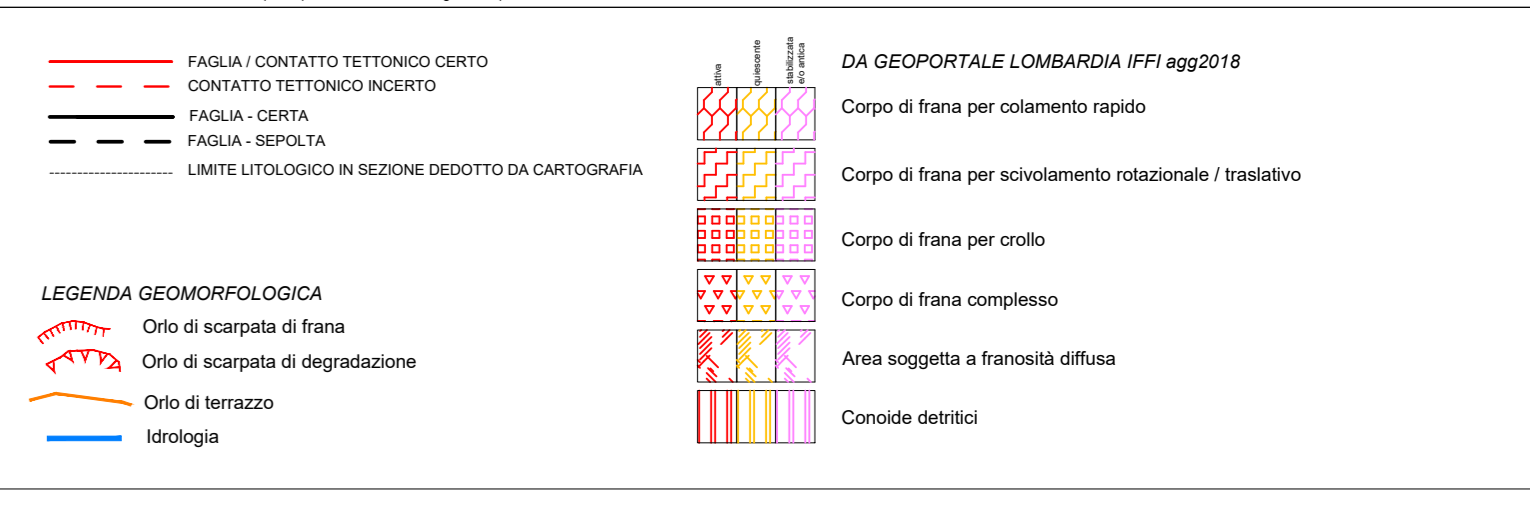 FAGLIA / CONTATTO TETTONICO CERTO
CONTATTO TETTONICO INCERTO
FAGLIA - CERTA
FAGLIA - SEPOLTA
LIMITE LITOLOGICO IN SEZIONE DEDOTTO DA CARTOGRAFIA
LEGENDA GEOMORFOLOGICA
Orlo di scarpata di frana
Orlo di scarpata di degradazione
Orlo di terrazzo
Idrologia
attiva
quiescente
stabilizzata
e/o antica
DA GEOPORTALE LOMBARDIA IFFI agg2018
Corpo di frana per colamento rapido
Corpo di frana per scivolamento rotazionale / traslativo
Corpo di frana per crollo
Corpo di frana complesso
Area soggetta a franosità diffusa
Conoide detritici